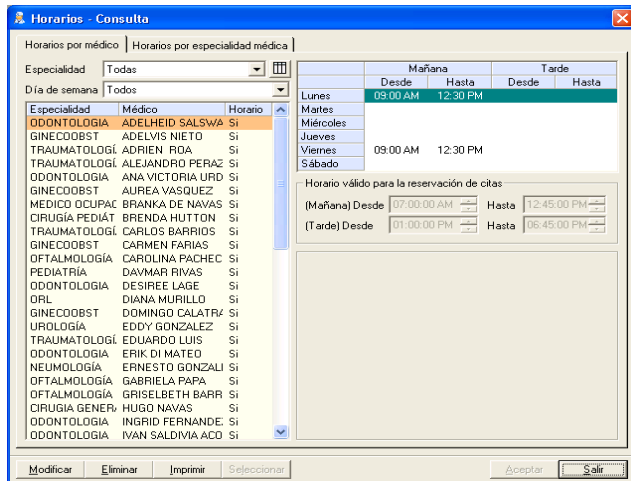 Horarios - Consulta
Horarios por médico Horarios por especialidad médica
Especialidad Todas
Día de semana Todos
Especialidad Médico Horario
ODONTOLOGIA ADELHEID SALSWA Si
GINECOOBST ADELVIS NIETO Si
TRAUMATOLOGÍ ADRIEN ROA Si
TRAUMATOLOGÍ ALEJANDRO PERAZ Si
ODONTOLOGIA ANA VICTORIA URD Si
GINECOOBST AUREA VASQUEZ Si
MEDICO OCUPAC BRANKA DE NAVAS Si
CIRUGÍA PEDIÁT BRENDA HUTTON Si
TRAUMATOLOGÍ CARLOS BARRIOS Si
GINECOOBST CARMEN FARIAS Si
OFTALMOLOGÍA CAROLINA PACHEC Si
PEDIATRÍA DAVMAR RIVAS Si
ODONTOLOGIA DESIREE LAGE Si
ORL DIANA MURILLO Si
GINECOOBST DOMINGO CALATRA Si
UROLOGÍA EDDY GONZALEZ Si
TRAUMATOLOGÍ EDUARDO LUIS Si
ODONTOLOGIA ERIK DI MATEO Si
NEUMOLOGÍA ERNESTO GONZALI Si
OFTALMOLOGÍA GABRIELA PAPA Si
OFTALMOLOGÍA GRISELBETH BARR Si
CIRUGIA GENER HUGO NAVAS Si
ODONTOLOGIA INGRID FERNANDE Si
ODONTOLOGIA IVAN SALDIVIA ACO Si
Mañana Tarde
Desde Hasta Desde Hasta
Lunes 09:00 AM 12:30 PM
Martes
Miércoles
Jueves
Viernes 09:00 AM 12:30 PM
Sábado
Horario válido para la reservación de citas
(Mañana) Desde 07:00:00 AM Hasta 12:45:00 PM
(Tarde) Desde 01:00:00 PM Hasta 06:45:00 PM
Modificar Eliminar Imprimir Seleccionar Aceptar Salir